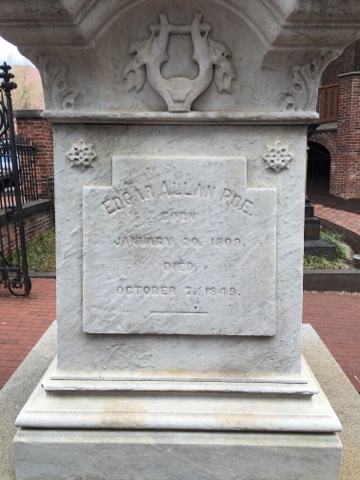 EDGAR ALLAN POE.
BORN
JANUARY 20, 1809.
DIED
OCTOBER 7, 1849.